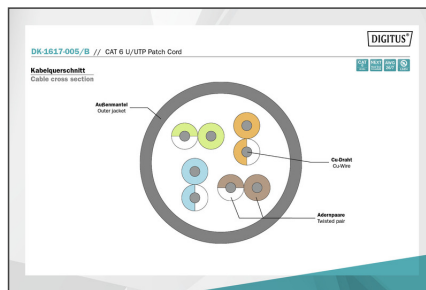 DIGITUS®
DK-1617-005/B // CAT 6 U/UTP Patch Cord
Kabelquerschnitt
Cable cross section
Außenmantel
Outer jacket
Cu-Draht
Cu-Wire
Adernpaare
Twisted pair